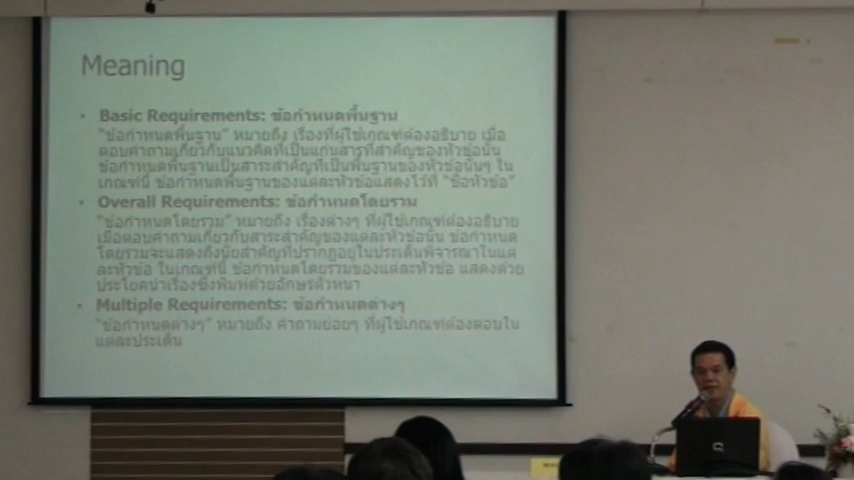 Meaning
• Basic Requirements: ข้อกำหนดพื้นฐาน
"ข้อกำหนดพื้นฐาน" หมายถึง เรื่องที่ผู้ใช้เกณฑ์ต้องอธิบาย เมื่อ
ตอบคำถามเกี่ยวกับแนวคิดที่เป็นแก่นสารที่สำคัญของหัวข้อนั้น
ข้อกำหนดพื้นฐานเป็นสาระสำคัญที่เป็นพื้นฐานของหัวข้อนั้นๆ ใน
เกณฑ์นี้ ข้อกำหนดพื้นฐานของแต่ละหัวข้อแสดงไว้ที่ "ชื่อหัวข้อ"
• Overall Requirements: ข้อกำหนดโดยรวม
"ข้อกำหนดโดยรวม" หมายถึง เรื่องต่างๆ ที่ผู้ใช้เกณฑ์ต้องอธิบาย
เมื่อตอบคำถามเกี่ยวกับสาระสำคัญของแต่ละหัวข้อนั้น ข้อกำหนด
โดยรวมจะแสดงถึงนัยสำคัญที่ปรากฏอยู่ในประเด็นพิจารณาในแต่
ละหัวข้อ ในเกณฑ์นี้ ข้อกำหนดโดยรวมของแต่ละหัวข้อ แสดงด้วย
ประโยคนำเรื่องซึ่งพิมพ์ด้วยอักษรตัวหนา
• Multiple Requirements: ข้อกำหนดต่างๆ
"ข้อกำหนดต่างๆ" หมายถึง คำถามย่อยๆ ที่ผู้ใช้เกณฑ์ต้องตอบใน
แต่ละประเด็น